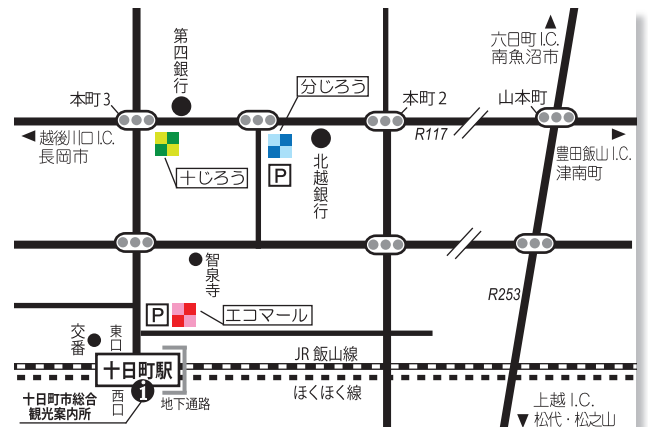 六日町 I.C.
南魚沼市
第四銀行
分じろう
本町3
本町2
山本町
R117
越後川口 I.C.
長岡市
十じろう
P
北越銀行
豊田飯山 I.C.
津南町
智泉寺
R253
P
エコマール
交番
東口
JR 飯山線
十日町駅
i
西口
地下通路
ほくほく線
十日町市総合
観光案内所
上越 I.C.
松代・松之山